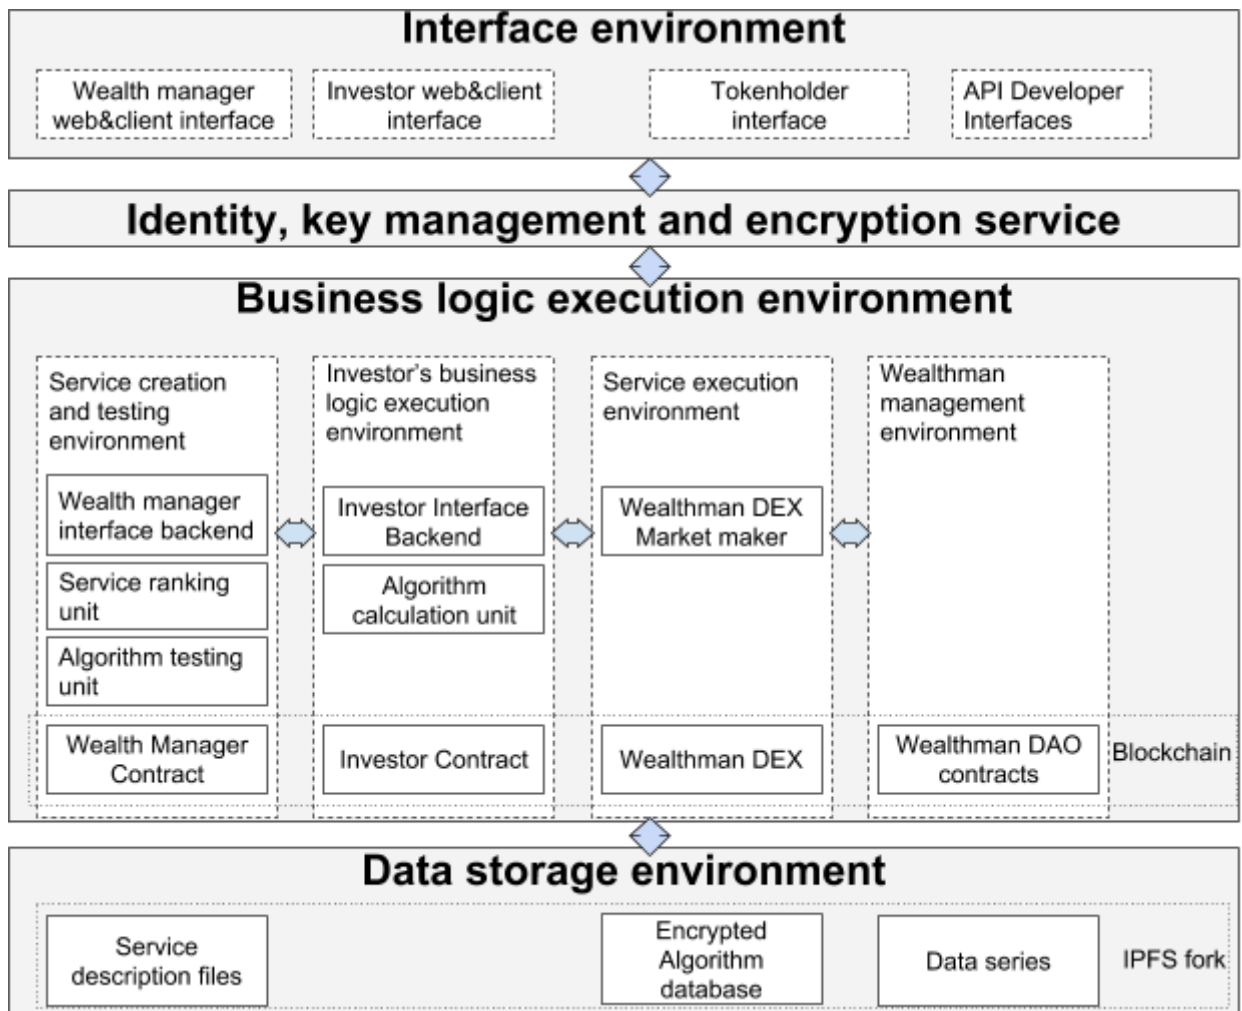 Interface environment
Wealth manager
web&client interface
Investor web&client
interface
Tokenholder
interface
API Developer
Interfaces
Identity, key management and encryption service
Business logic execution environment
Service creation
and testing
environment
Investor's business
logic execution
environment
Service execution
environment
Wealthman
management
environment
Wealth manager
interface backend
Investor Interface
Backend
Wealthman DEX
Market maker
Service ranking
unit
Algorithm
calculation unit
Algorithm testing
unit
Wealth Manager
Contract
Investor Contract
Wealthman DEX
Wealthman DAO
contracts
Blockchain
Data storage environment
Service
description files
Encrypted
Algorithm
database
Data series
IPFS fork